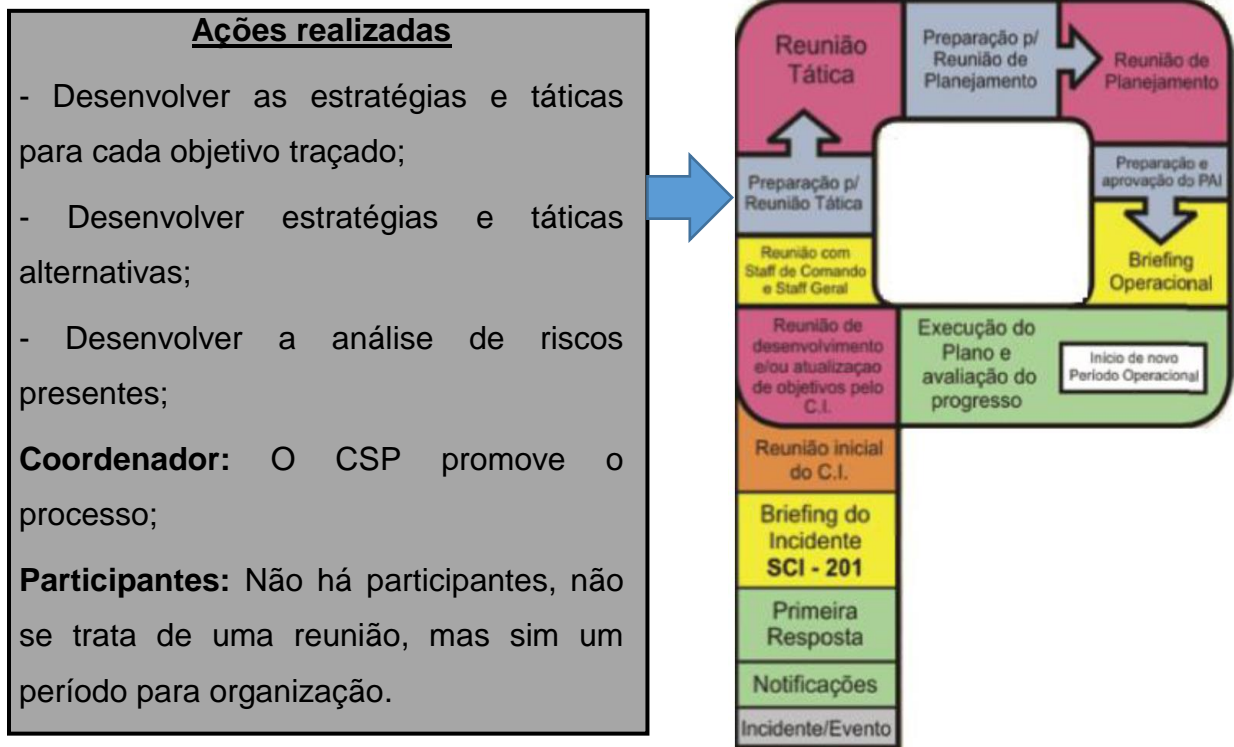 Ações realizadas
- Desenvolver as estratégias e táticas
para cada objetivo traçado;
- Desenvolver estratégias e táticas
alternativas;
- Desenvolver a análise de riscos
presentes;
Coordenador: O CSP promove o
processo;
Participantes: Não há participantes, não
se trata de uma reunião, mas sim um
período para organização.
Reunião
Tática
Preparação p/
Reunião de
Planejamento
Reunião de
Planejamento
Preparação p/
Reunião Tática
Preparação e
aprovação do PAI
Reunião com
Staff de Comando
e Staff Geral
Briefing
Operacional
Reunião de
desenvolvimento
e/ou atualizaçao
de objetivos pelo
C.I.
Execução do
Plano e
avaliação do
progresso
Início de novo
Período Operacional
Reunião inicial
do C.I.
Briefing do
Incidente
SCI - 201
Primeira
Resposta
Notificações
Incidente/Evento